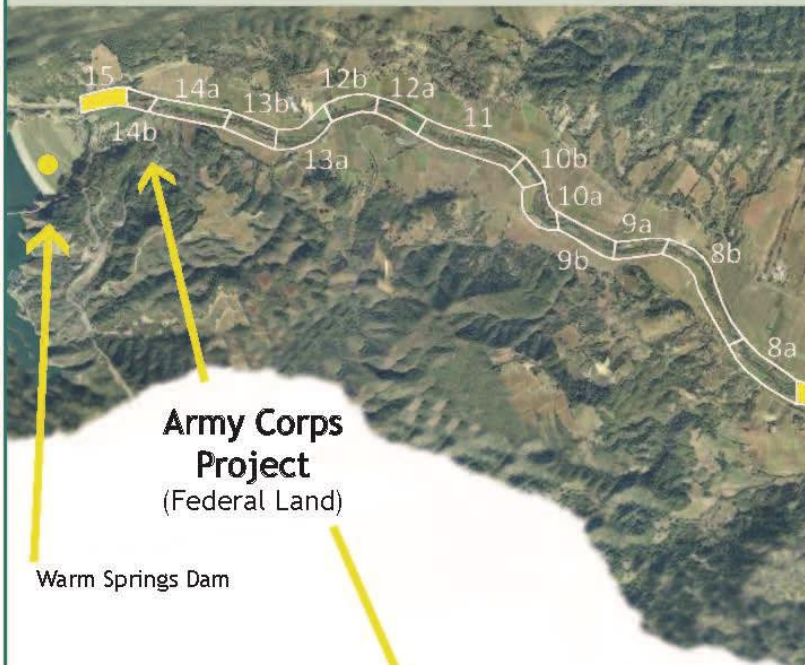 15
14a
14b
13b
13a
12b
12a
11
10b
10a
9b
9a
8b
8a
Army Corps
Project
(Federal Land)
Warm Springs Dam